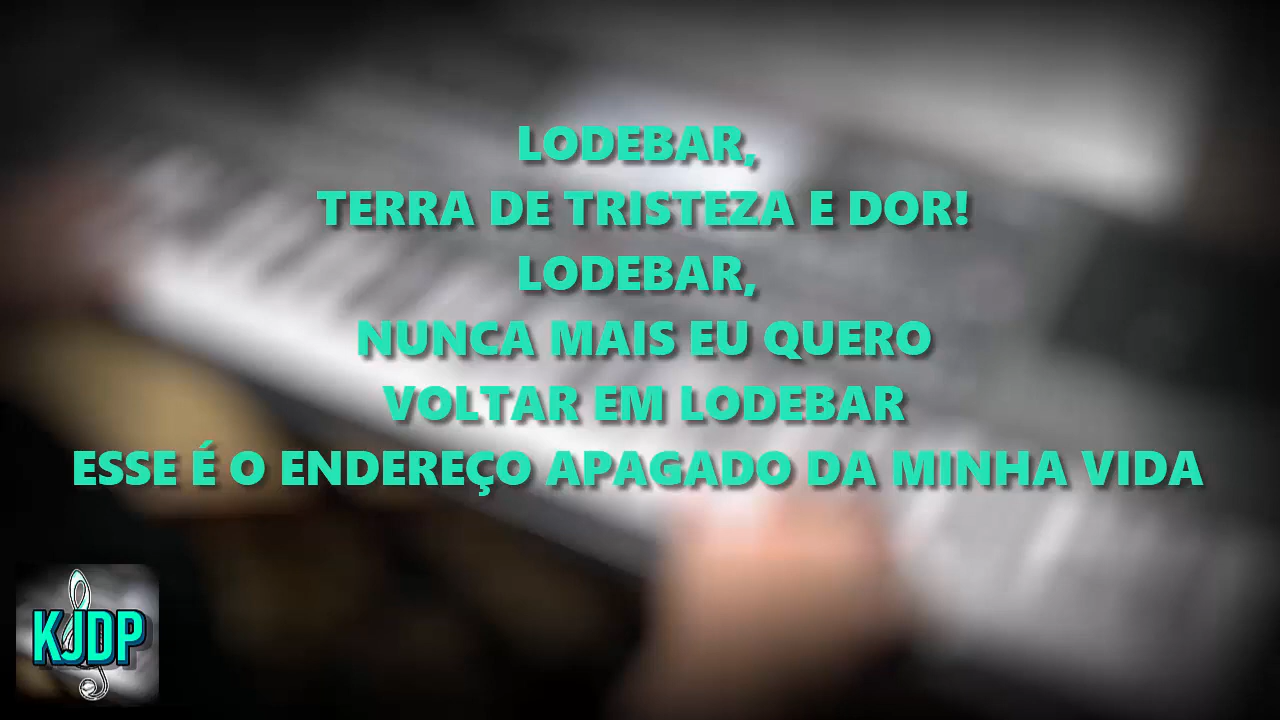 LODEBAR,
TERRA DE TRISTEZA E DOR!
LODEBAR,
NUNCA MAIS EU QUERO
VOLTAR EM LODEBAR
ESSE É O ENDEREÇO APAGADO DA MINHA VIDA
KJDP